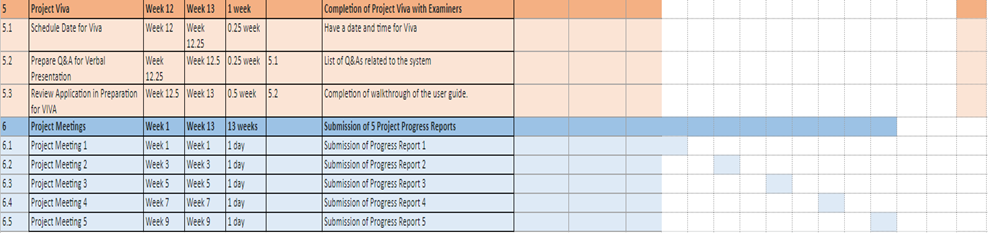 5 Project Viva Week 12 Week 13 1 week Completion of Project Viva with Examiners
5.1 Schedule Date for Viva Week 12 Week 0.25 week Have a date and time for Viva
12.25
5.2 Prepare Q&A for Verbal Week Week 12.5 0.25 week 5.1 List of Q&As related to the system
Presentation 12.25
5.3 Review Application in Preparation Week 12.5 Week 13 0.5 week 5.2 Completion of walkthrough of the user guide.
for VIVA
6 Project Meetings Week 1 Week 13 13 weeks Submission of 5 Project Progress Reports
6.1 Project Meeting 1 Week 1 Week 1 1 day Submission of Progress Report 1
6.2 Project Meeting 2 Week 3 Week 3 1 day Submission of Progress Report 2
6.3 Project Meeting 3 Week 5 Week 5 1 day Submission of Progress Report 3
6.4 Project Meeting 4 Week 7 Week 7 1 day Submission of Progress Report 4
6.5 Project Meeting 5 Week 9 Week 9 1 day Submission of Progress Report 5